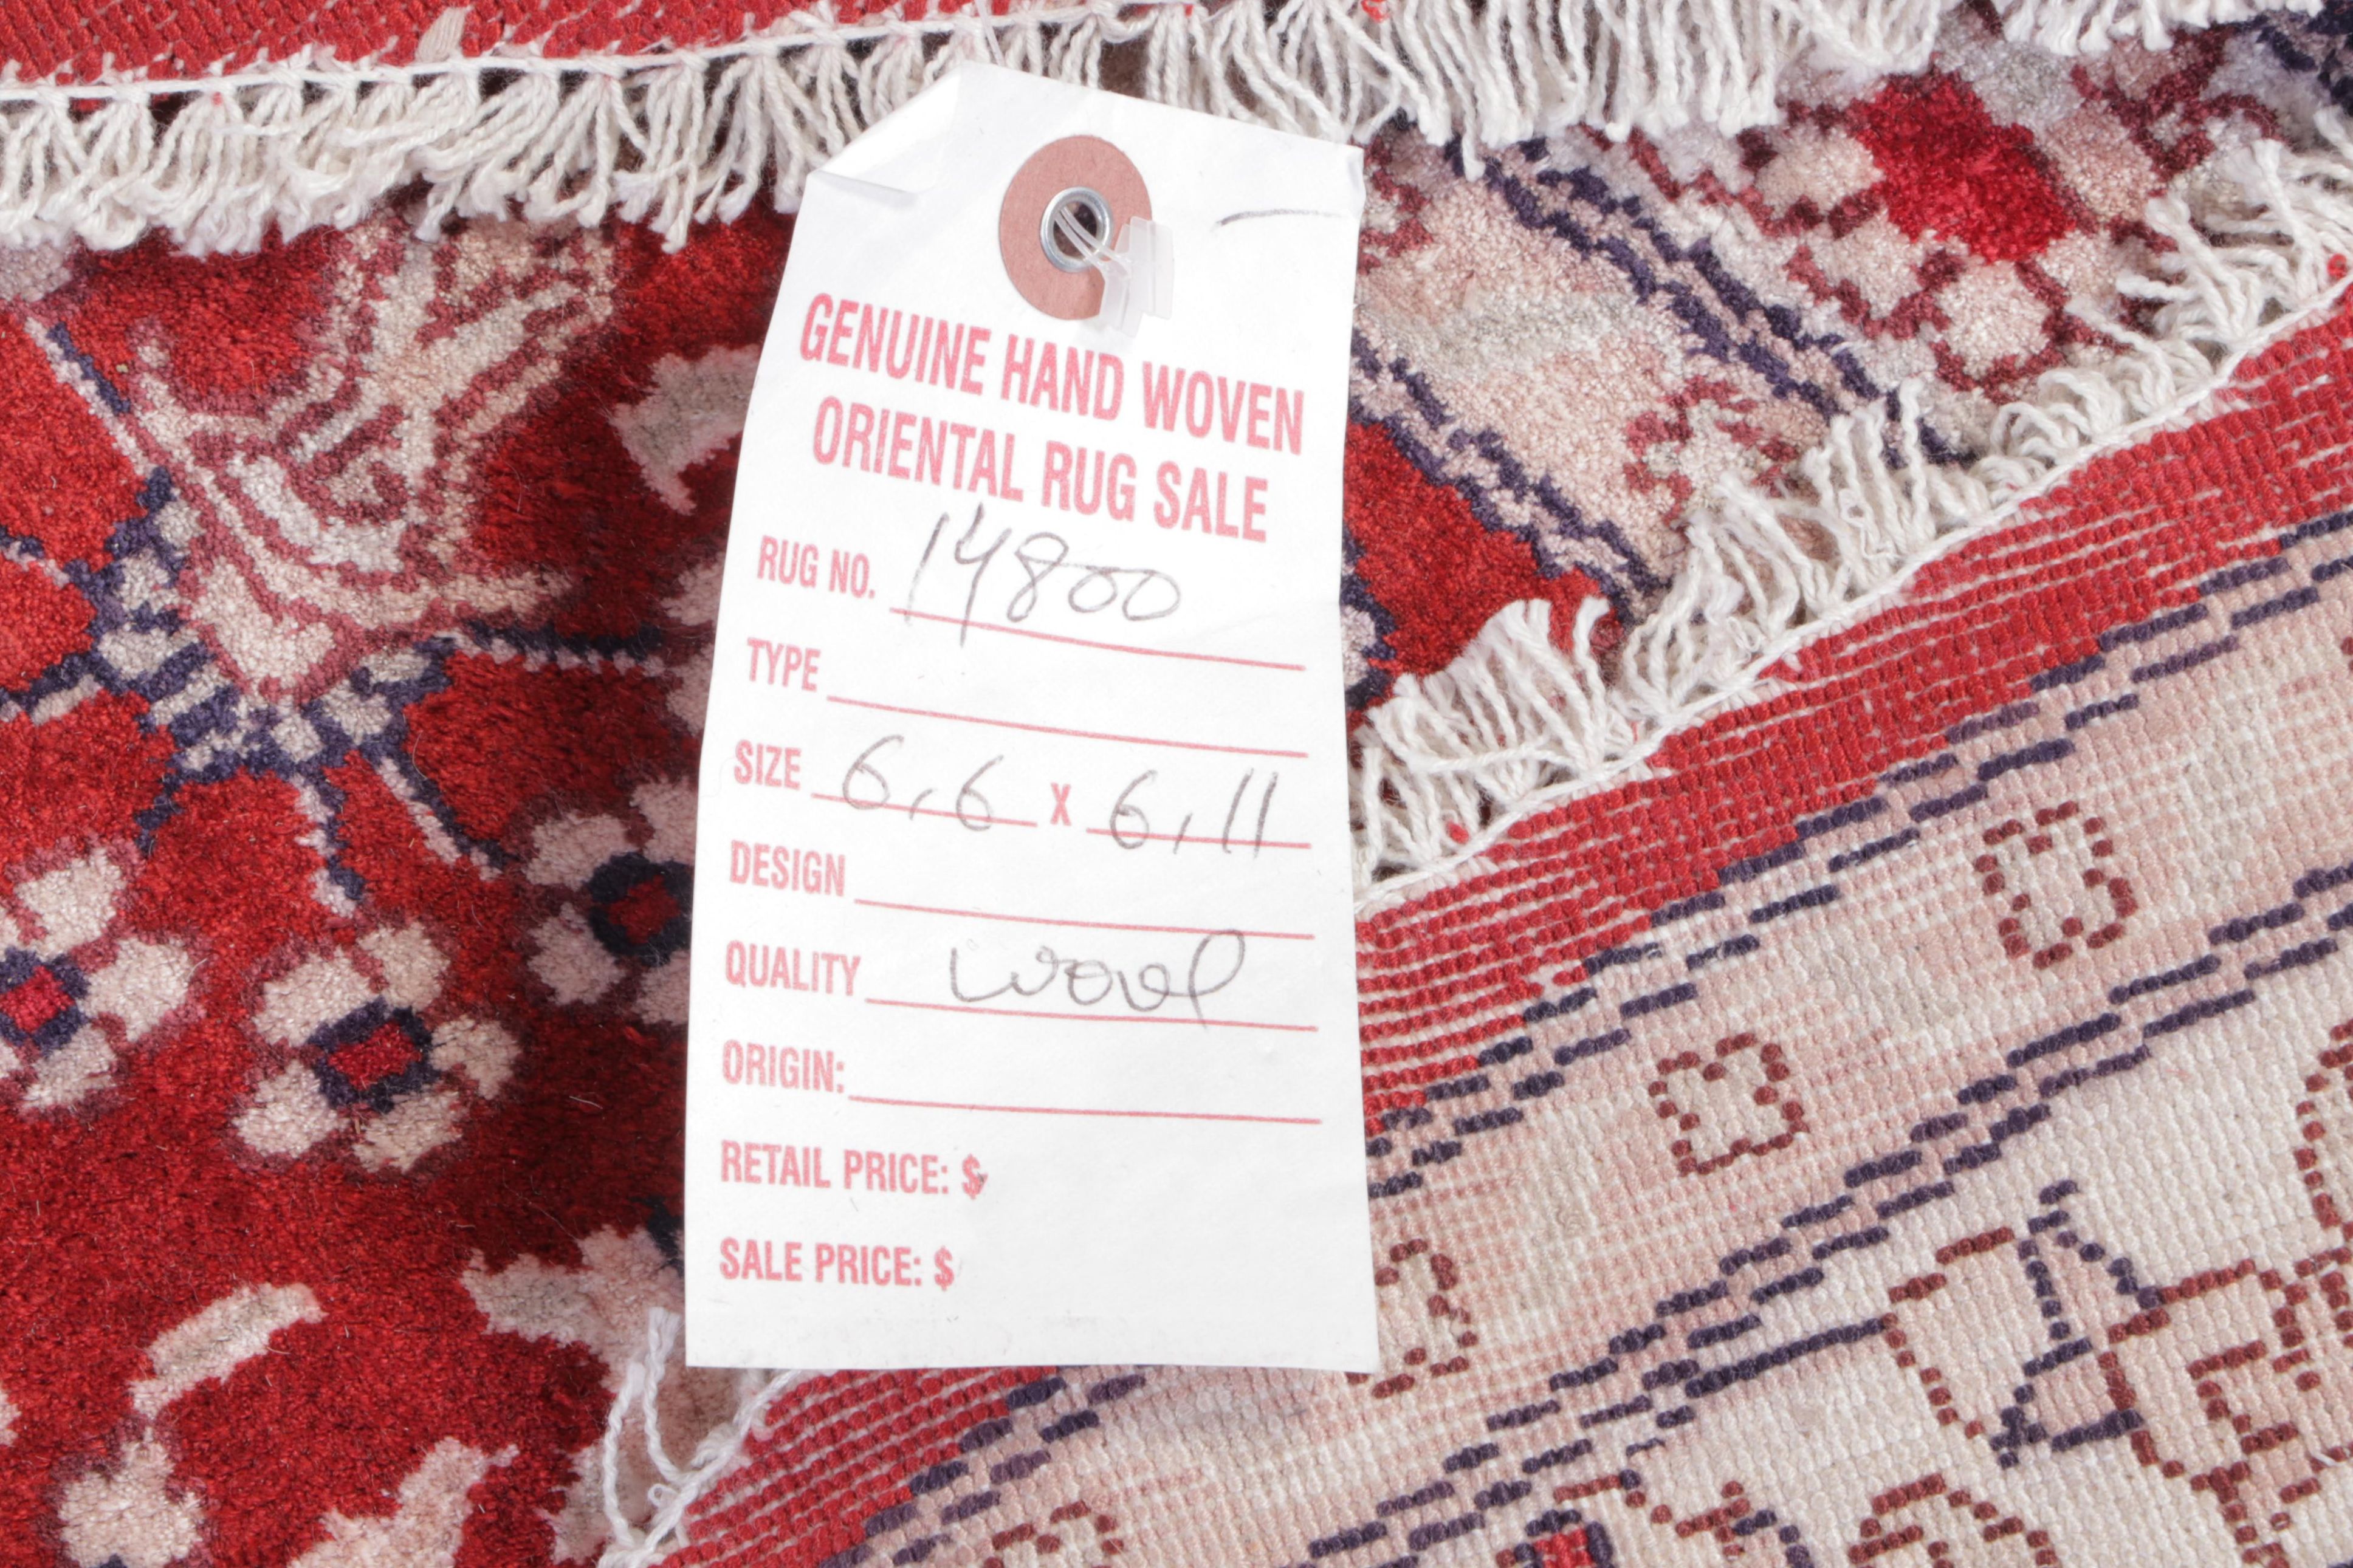 GENUINE HAND WOVEN
ORIENTAL RUG SALE
RUG NO. 14800
TYPE
SIZE 6,6 x 6,11
DESIGN
QUALITY wool
ORIGIN:
RETAIL PRICE: $
SALE PRICE: $